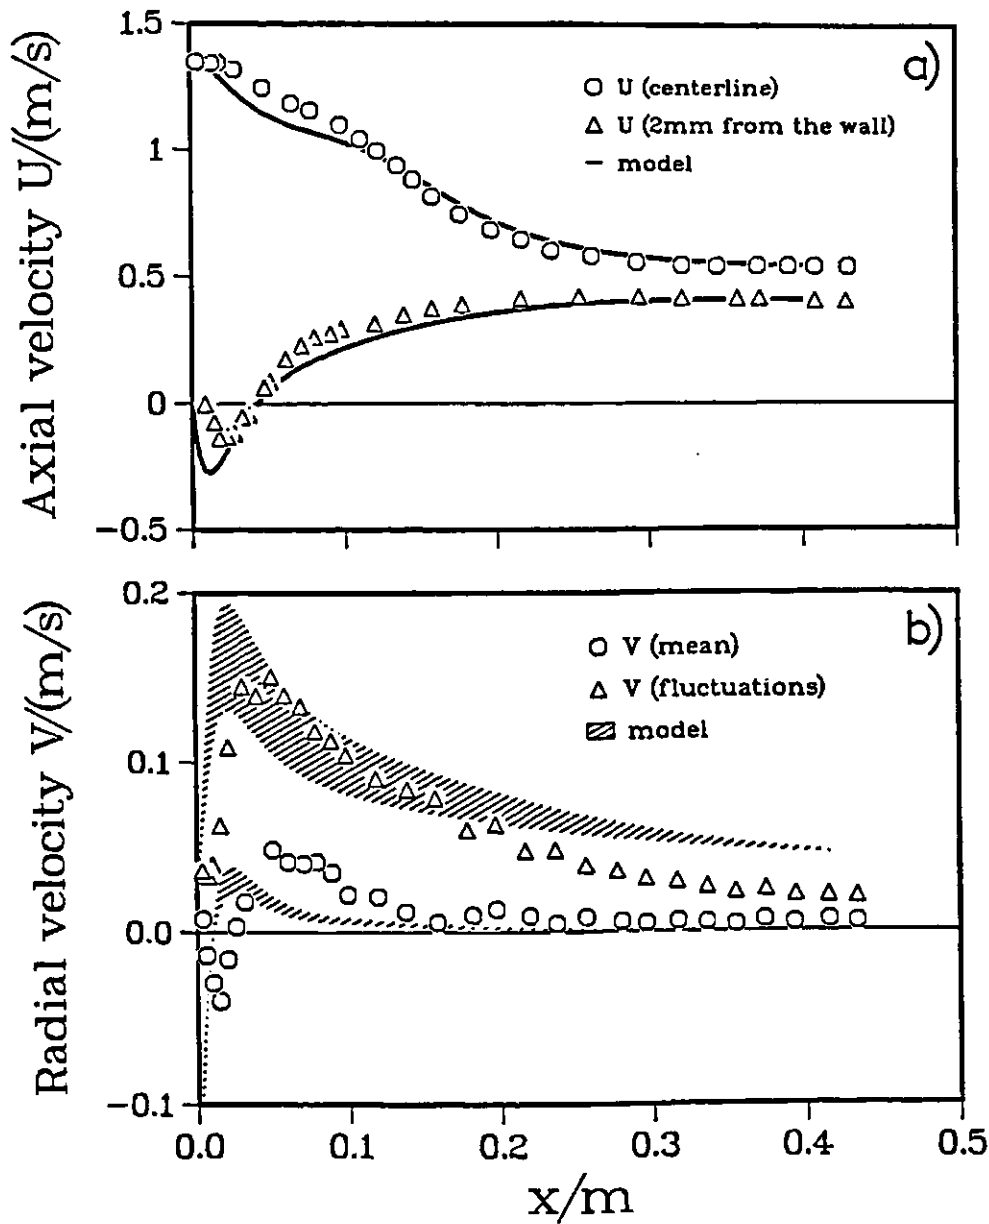 Axial velocity U/(m/s)
1.5
1
0.5
0
−0.5
a)
U (centerline)
U (2mm from the wall)
model
Radial velocity V/(m/s)
0.2
0.1
0.0
−0.1
b)
V (mean)
V (fluctuations)
model
0.0 0.1 0.2 0.3 0.4 0.5
x/m